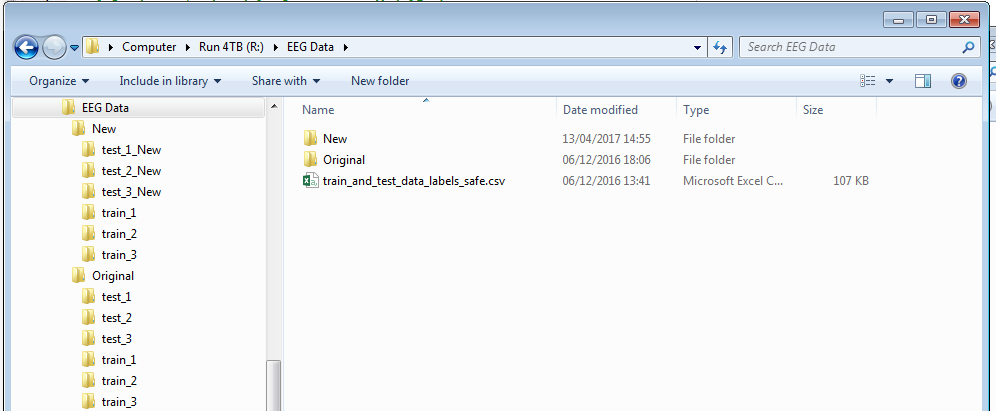 Computer Run 4TB (R:) EEG Data
Search EEG Data
Organize Include in library Share with New folder
EEG Data
New
test_1_New
test_2_New
test_3_New
train_1
train_2
train_3
Original
test_1
test_2
test_3
train_1
train_2
train_3
Name Date modified Type Size
New 13/04/2017 14:55 File folder
Original 06/12/2016 18:06 File folder
train_and_test_data_labels_safe.csv 06/12/2016 13:41 Microsoft Excel C... 107 KB